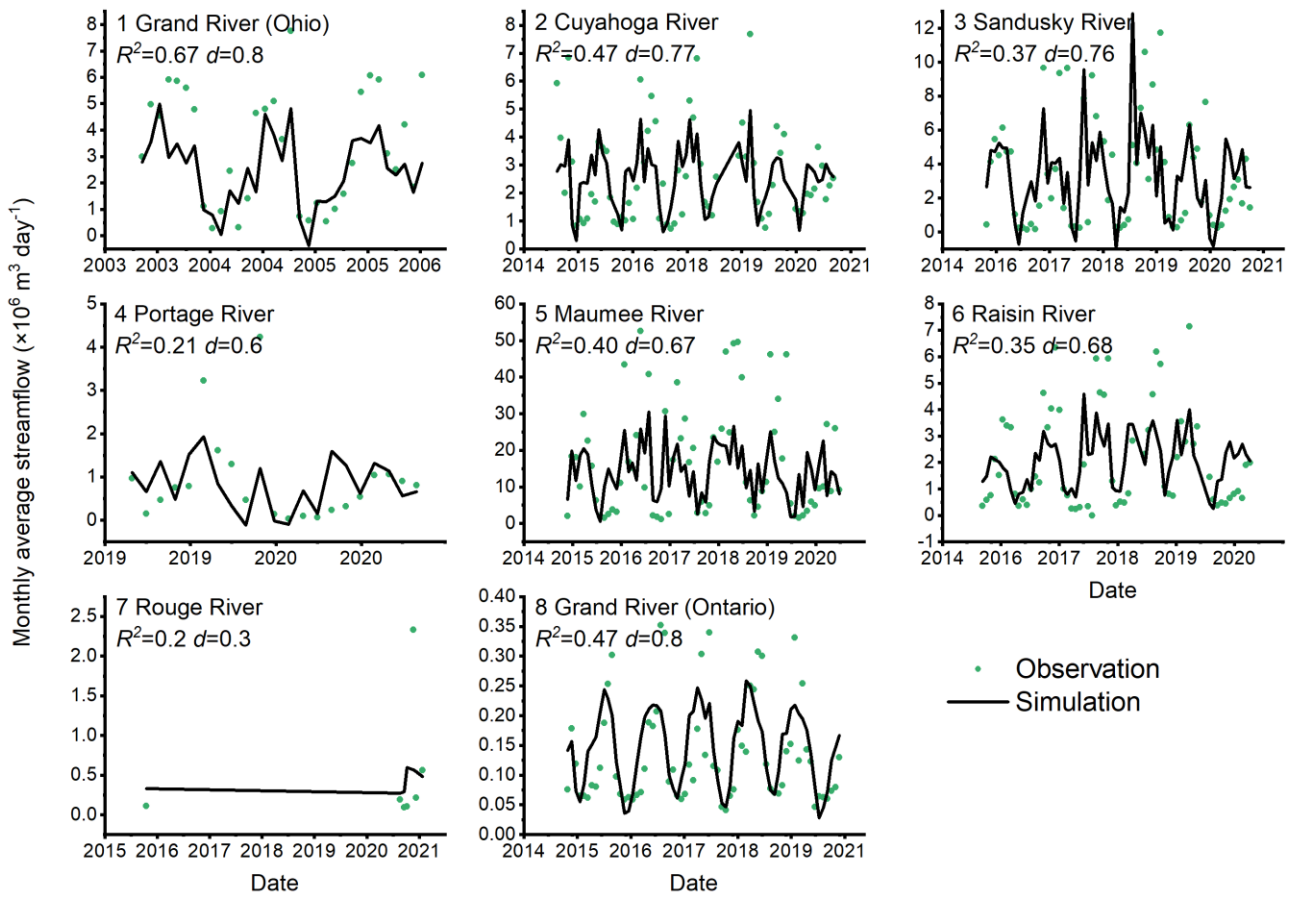 Monthly average streamflow (×10⁶ m³ day⁻¹)
1 Grand River (Ohio)
R²=0.67 d=0.8
8
7
6
5
4
3
2
1
0
2003 2003 2004 2004 2005 2005 2006
2 Cuyahoga River
R²=0.47 d=0.77
8
7
6
5
4
3
2
1
0
2014 2015 2016 2017 2018 2019 2020 2021
3 Sandusky River
R²=0.37 d=0.76
12
10
8
6
4
2
0
2014 2015 2016 2017 2018 2019 2020 2021
4 Portage River
R²=0.21 d=0.6
5
4
3
2
1
0
2019 2019 2020 2020
5 Maumee River
R²=0.40 d=0.67
60
50
40
30
20
10
0
2014 2015 2016 2017 2018 2019 2020
6 Raisin River
R²=0.35 d=0.68
8
7
6
5
4
3
2
1
0
-1
2014 2015 2016 2017 2018 2019 2020
Date
7 Rouge River
R²=0.2 d=0.3
2.5
2.0
1.5
1.0
0.5
0.0
2015 2016 2017 2018 2019 2020 2021
Date
8 Grand River (Ontario)
R²=0.47 d=0.8
0.40
0.35
0.30
0.25
0.20
0.15
0.10
0.05
0.00
2014 2015 2016 2017 2018 2019 2020 2021
Date
Observation
Simulation